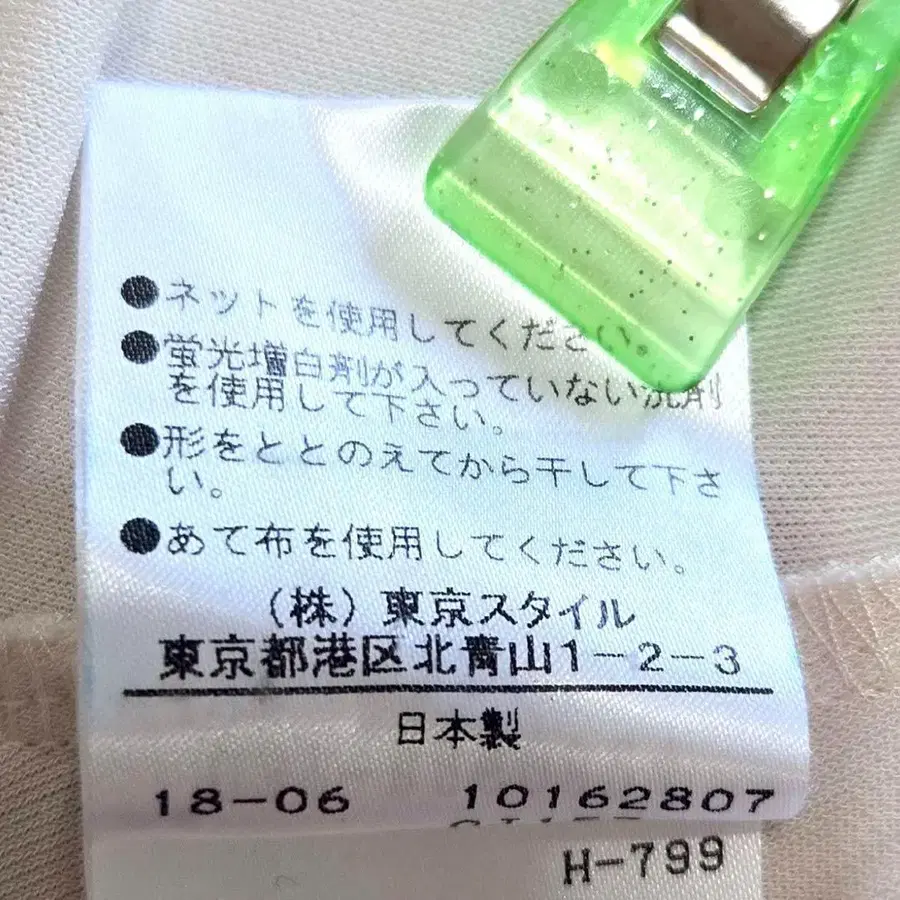 ●ネットを使用してください。
●蛍光増白剤が入っていない洗剤
を使用して下さい。
●形をととのえてから干して下さ
い。
●あて布を使用してください。
(株)東京スタイル
東京都港区北青山1-2-3
日本製
18-06 10162807
H-799